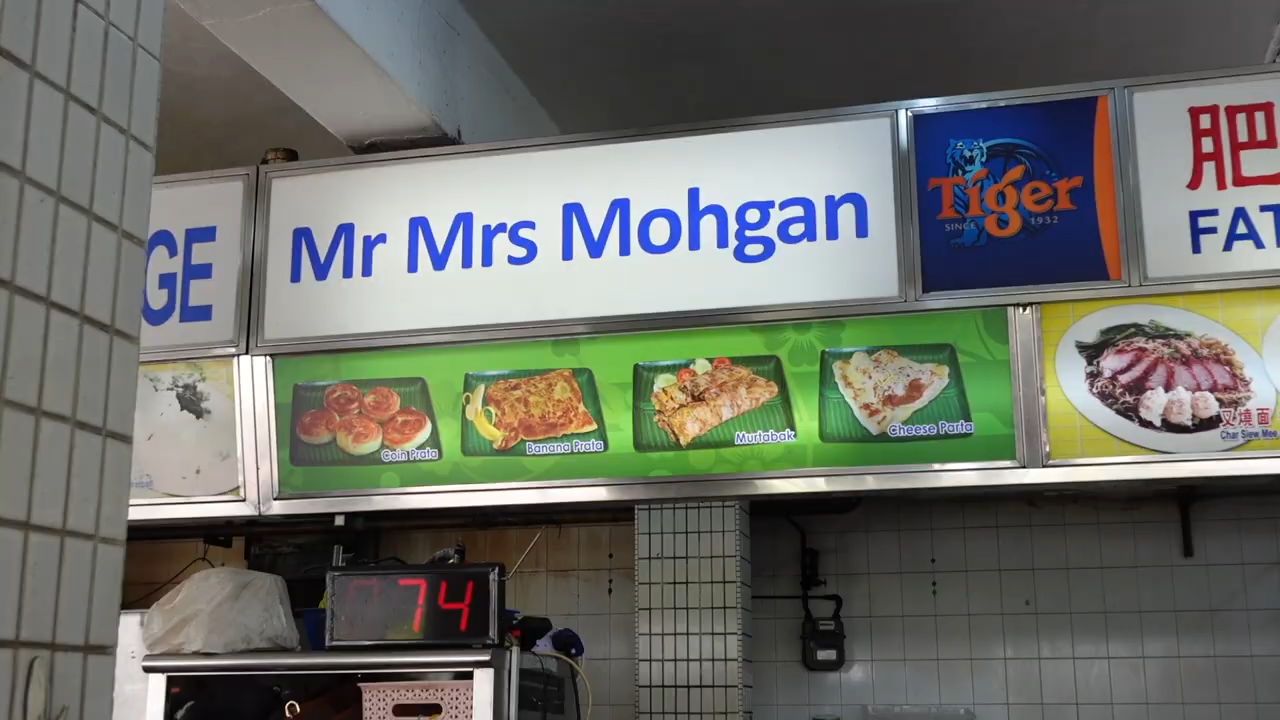 GE
Mr Mrs Mohgan
Tiger
SINCE 1932
肥
FAT
Coin Prata
Banana Prata
Murtabak
Cheese Parta
叉燒面
Char Siew Mee
74